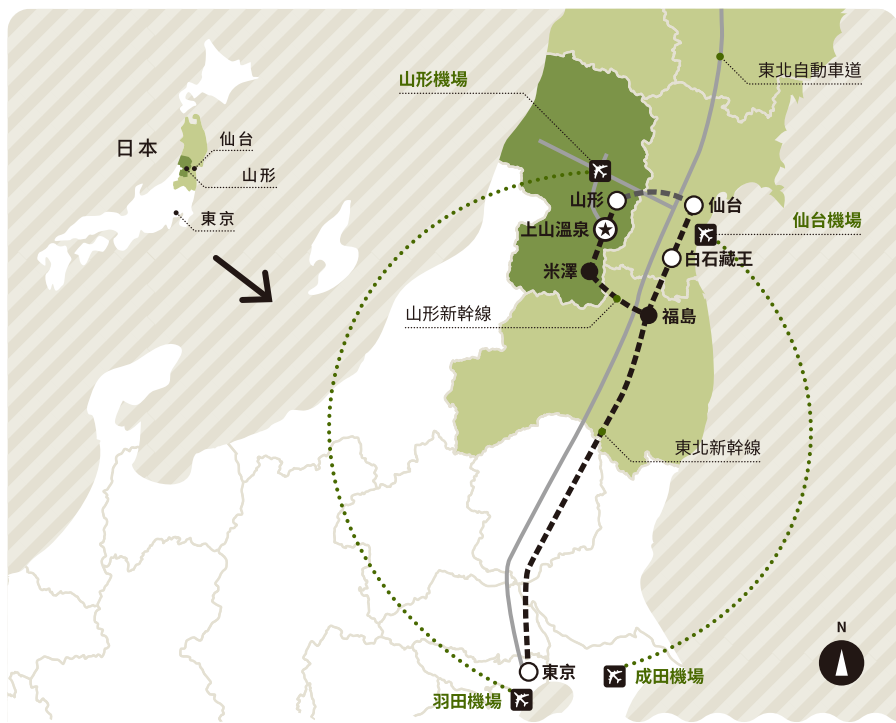 山形機場
東北自動車道
日本
仙台
山形
東京
山形
仙台
仙台機場
上山溫泉
白石藏王
米澤
山形新幹線
福島
東北新幹線
N
東京
成田機場
羽田機場